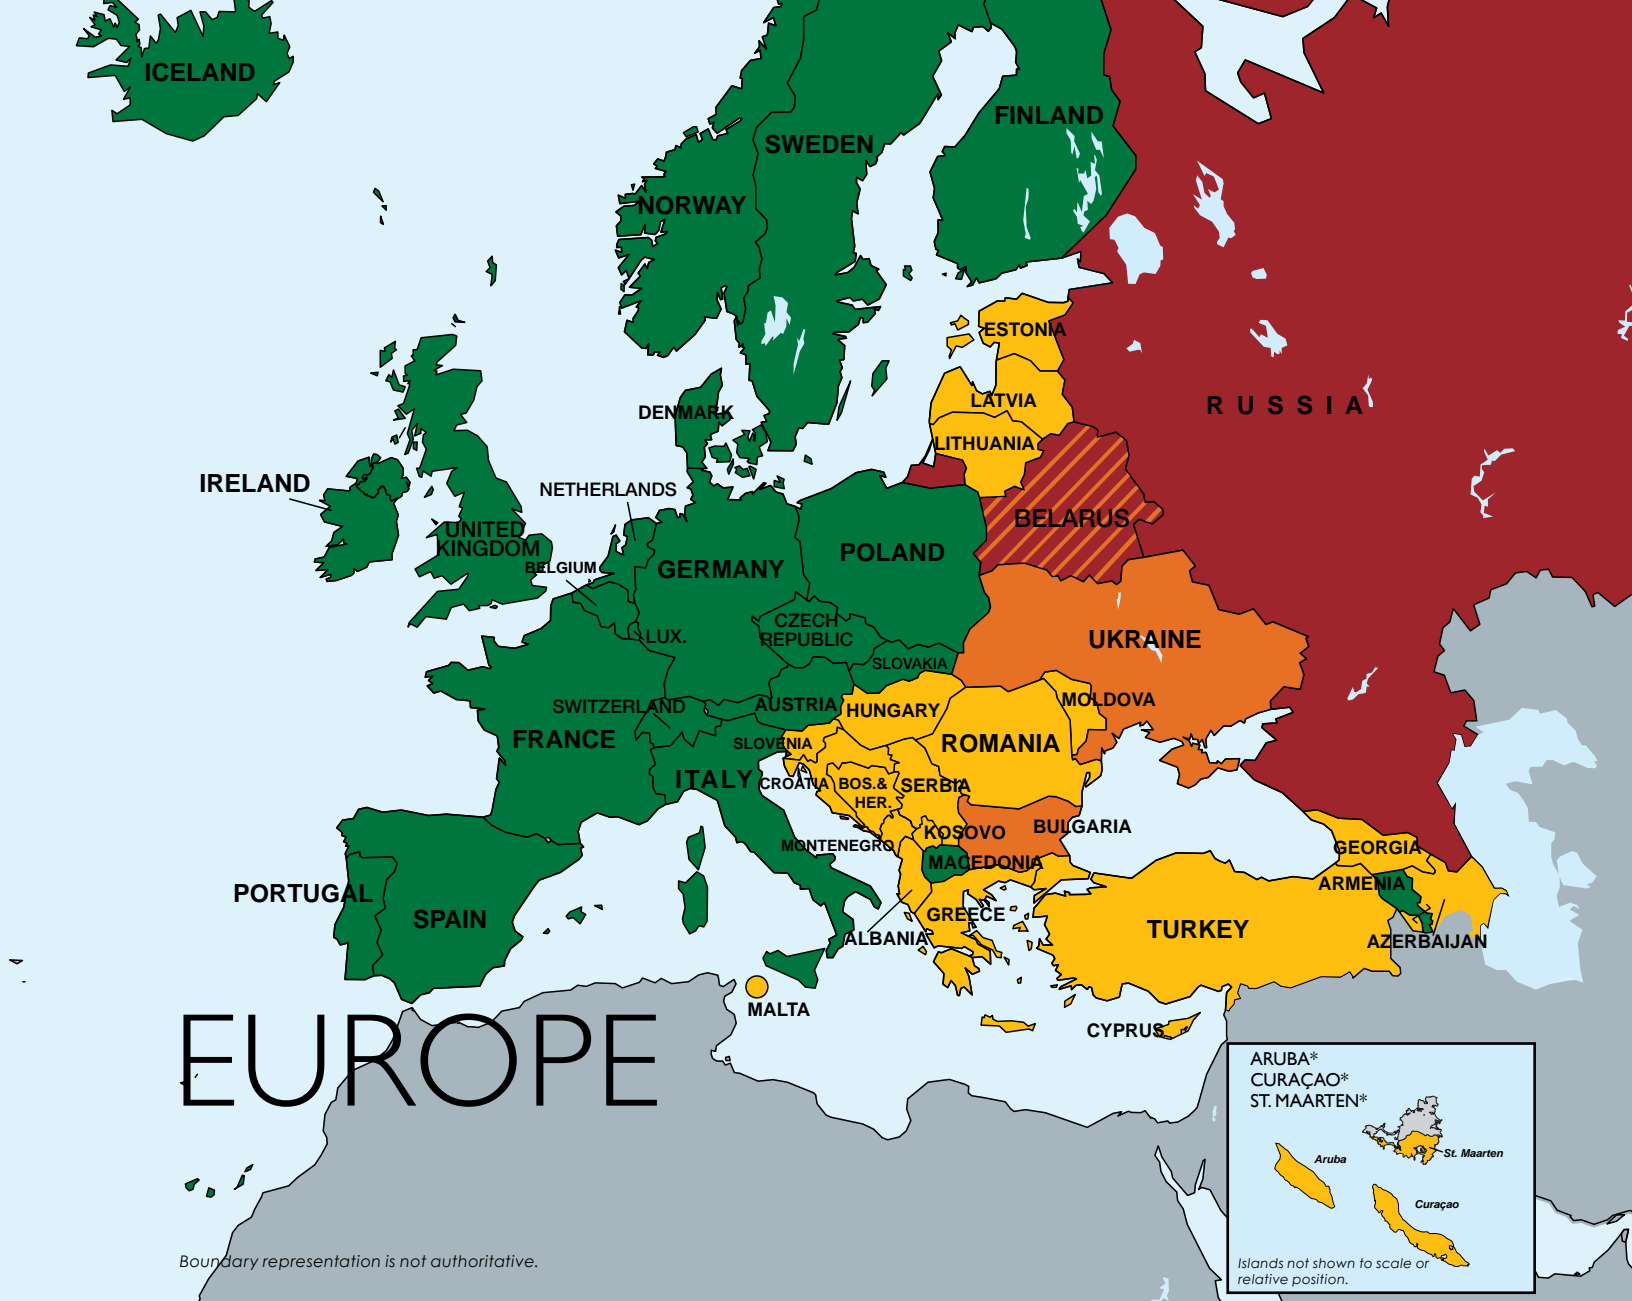 ICELAND
FINLAND
SWEDEN
NORWAY
ESTONIA
LATVIA
RUSSIA
DENMARK
LITHUANIA
IRELAND
NETHERLANDS
BELARUS
UNITED
KINGDOM
POLAND
BELGIUM
GERMANY
CZECH
REPUBLIC
LUX.
UKRAINE
SLOVAKIA
SWITZERLAND
AUSTRIA
HUNGARY
MOLDOVA
FRANCE
SLOVENIA
ROMANIA
ITALY
CROATIA
BOS.&
HER.
SERBIA
KOSOVO
BULGARIA
MONTENEGRO
MACEDONIA
GEORGIA
PORTUGAL
ARMENIA
SPAIN
GREECE
TURKEY
ALBANIA
AZERBAIJAN
MALTA
CYPRUS
EUROPE
ARUBA*
CURAÇAO*
ST. MAARTEN*
St. Maarten
Aruba
Curaçao
Islands not shown to scale or
relative position.
Boundary representation is not authoritative.